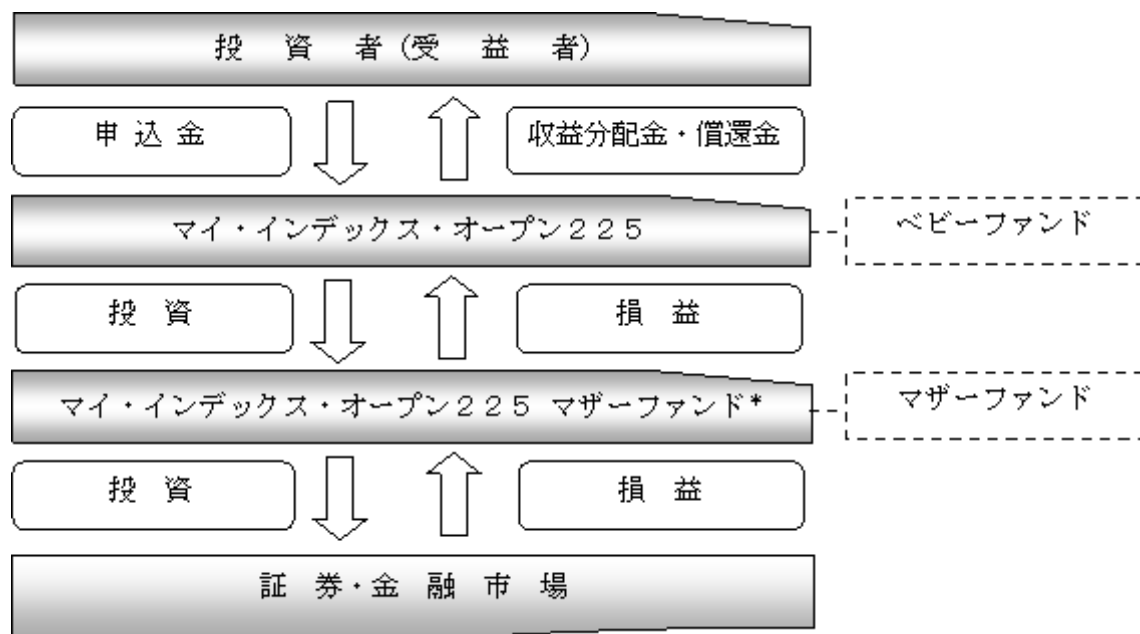 投 資 者 (受 益 者)
申 込 金
収益分配金・償還金
マイ・インデックス・オープン２２５
ベビーファンド
投 資
損 益
マイ・インデックス・オープン２２５ マザーファンド*
マザーファンド
投 資
損 益
証 券・金 融 市 場